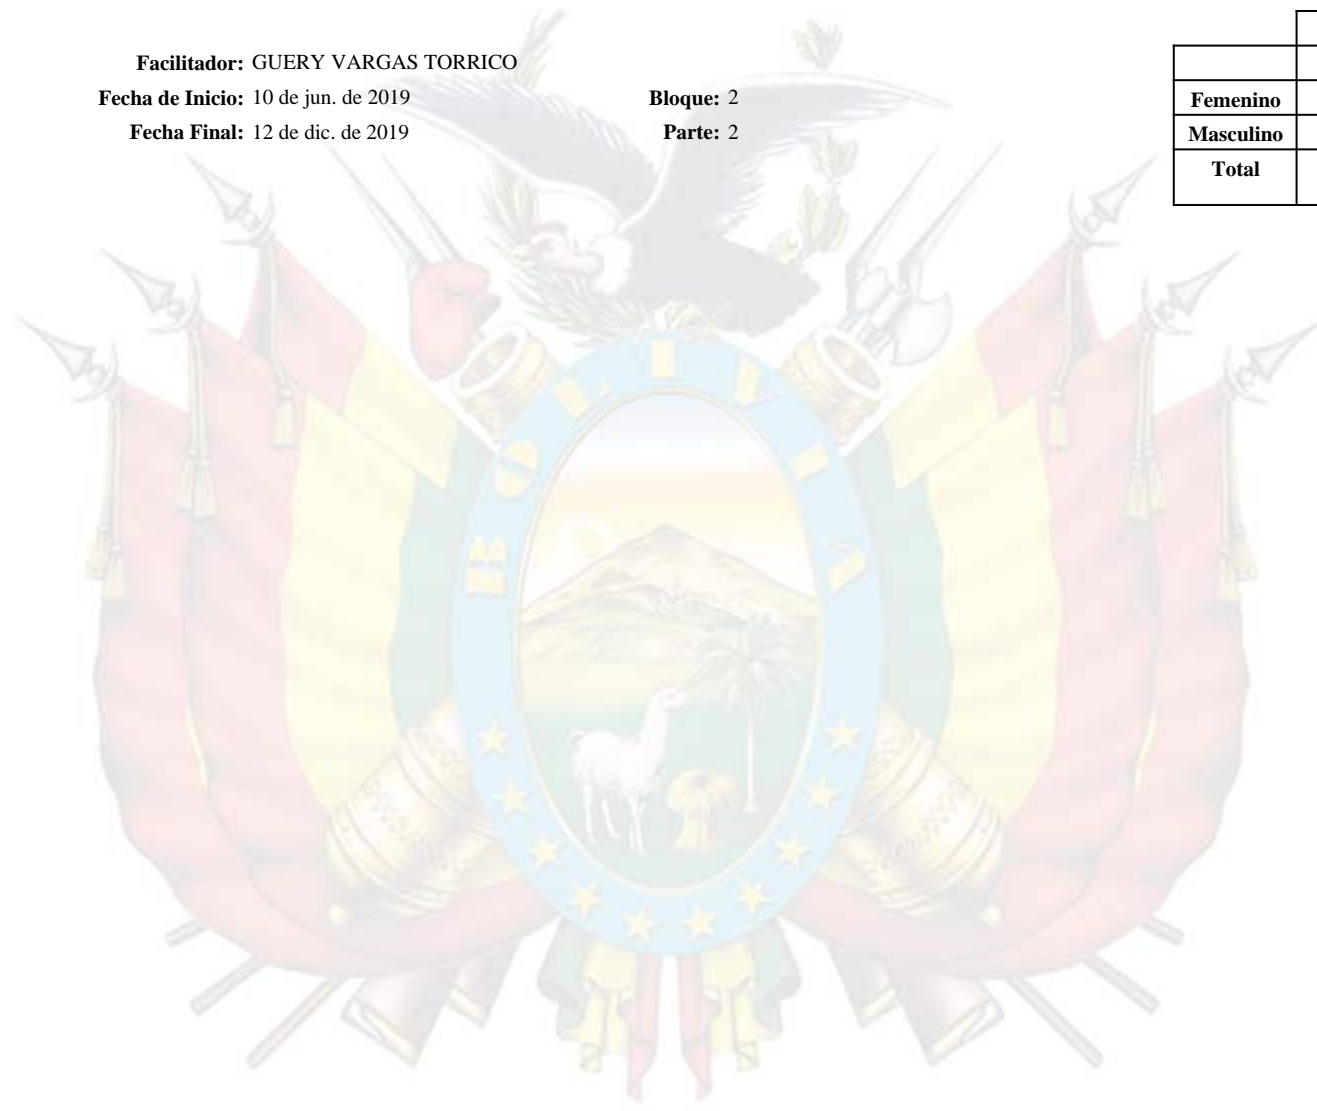 Facilitador: GUERY VARGAS TORRICO
Fecha de Inicio: 10 de jun. de 2019 Bloque: 2
Fecha Final: 12 de dic. de 2019 Parte: 2
Femenino
Masculino
Total
BOLIVIA